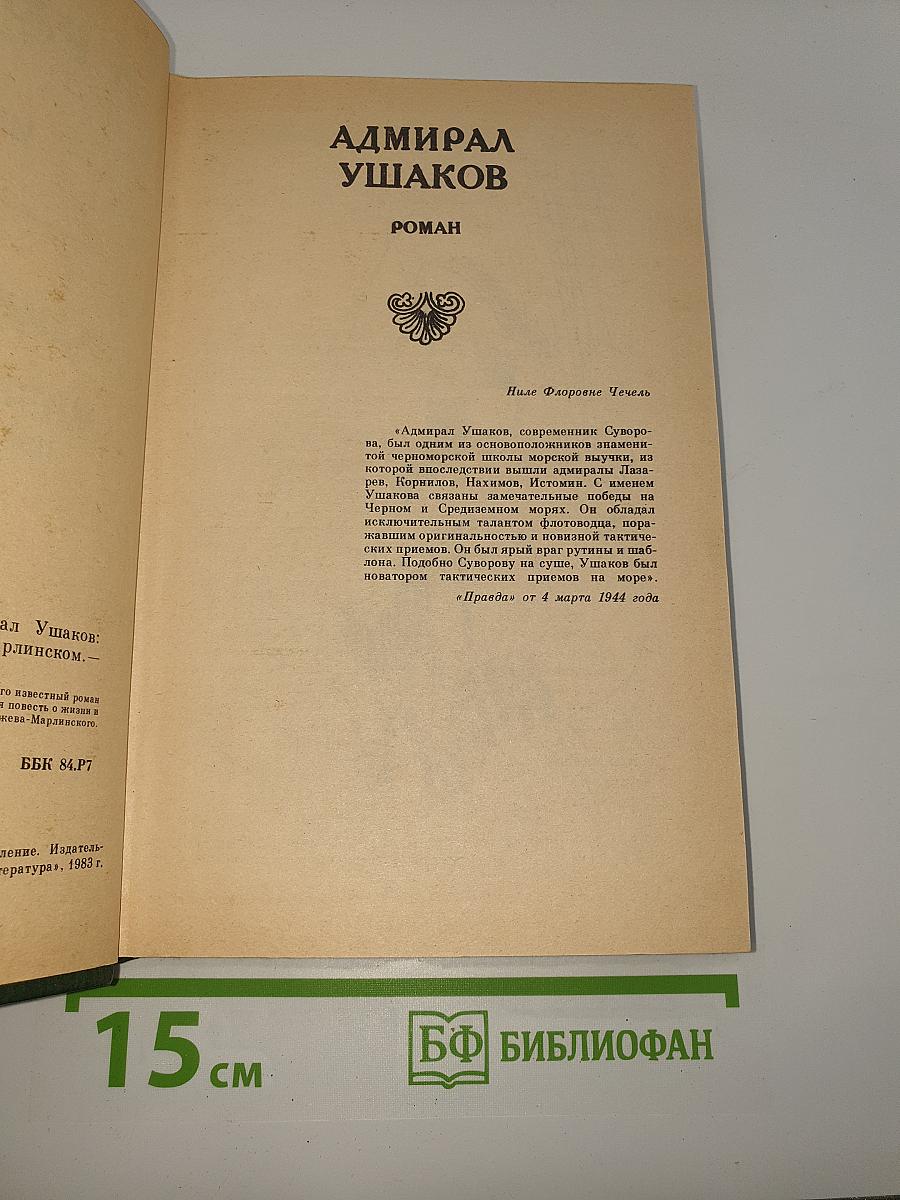 ал Ушаков:
рлинском.—
го известный роман
я повесть о жизни и
жева-Марлинского.
ББК 84.Р7
ление. Издатель-
тература», 1983 г.
АДМИРАЛ
УШАКОВ
РОМАН
Ниле Флоровне Чечель
«Адмирал Ушаков, современник Суворо-
ва, был одним из основоположников знамени-
той черноморской школы морской выучки, из
которой впоследствии вышли адмиралы Лаза-
рев, Корнилов, Нахимов, Истомин. С именем
Ушакова связаны замечательные победы на
Черном и Средиземном морях. Он обладал
исключительным талантом флотоводца, пора-
жавшим оригинальностью и новизной тактиче-
ских приемов. Он был ярый враг рутины и шаб-
лона. Подобно Суворову на суше, Ушаков был
новатором тактических приемов на море».
«Правда» от 4 марта 1944 года
15 см
БФ БИБЛИОФАН